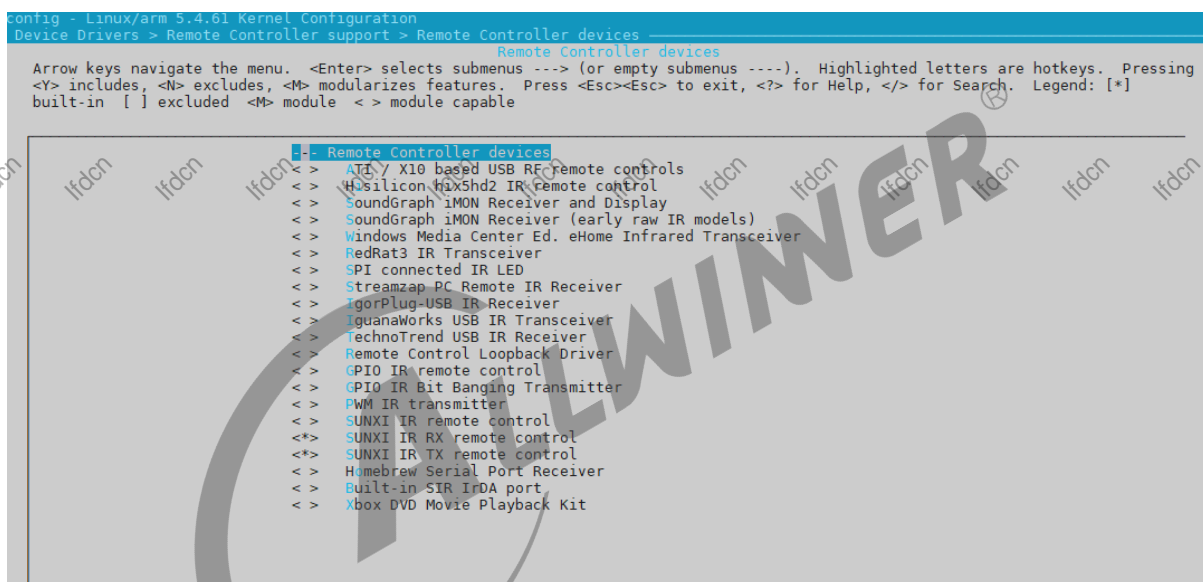 config - Linux/arm 5.4.61 Kernel Configuration
Device Drivers > Remote Controller support > Remote Controller devices
Remote Controller devices
Arrow keys navigate the menu.  <Enter> selects submenus ---> (or empty submenus ----).  Highlighted letters are hotkeys.  Pressing
<Y> includes, <N> excludes, <M> modularizes features.  Press <Esc><Esc> to exit, <?> for Help, </> for Search.  Legend: [*]
built-in  [ ] excluded  <M> module  < > module capable
--- Remote Controller devices
< >   ATI / X10 based USB RF remote controls
< >   Hisilicon hix5hd2 IR remote control
< >   SoundGraph iMON Receiver and Display
< >   SoundGraph iMON Receiver (early raw IR models)
< >   Windows Media Center Ed. eHome Infrared Transceiver
< >   RedRat3 IR Transceiver
< >   SPI connected IR LED
< >   Streamzap PC Remote IR Receiver
< >   IgorPlug-USB IR Receiver
< >   IguanaWorks USB IR Transceiver
< >   TechnoTrend USB IR Receiver
< >   Remote Control Loopback Driver
< >   GPIO IR remote control
< >   GPIO IR Bit Banging Transmitter
< >   PWM IR transmitter
< >   SUNXI IR remote control
<*>   SUNXI IR RX remote control
<*>   SUNXI IR TX remote control
< >   Homebrew Serial Port Receiver
< >   Built-in SIR IrDA port
< >   Xbox DVD Movie Playback Kit
ALLWINNER®
lfdcn lfdcn lfdcn lfdcn lfdcn lfdcn lfdcn lfdcn lfdcn lfdcn lfdcn